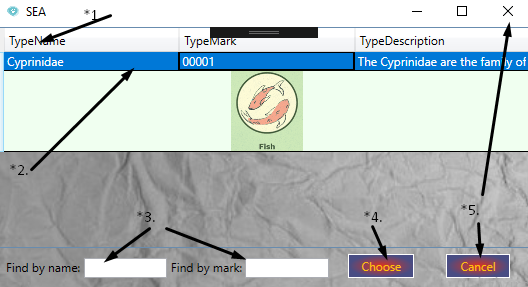 SEA
*1.
TypeName TypeMark TypeDescription
Cyprinidae 00001 The Cyprinidae are the family of
Fish
*2.
*3. *4. *5.
Find by name: Find by mark: Choose Cancel